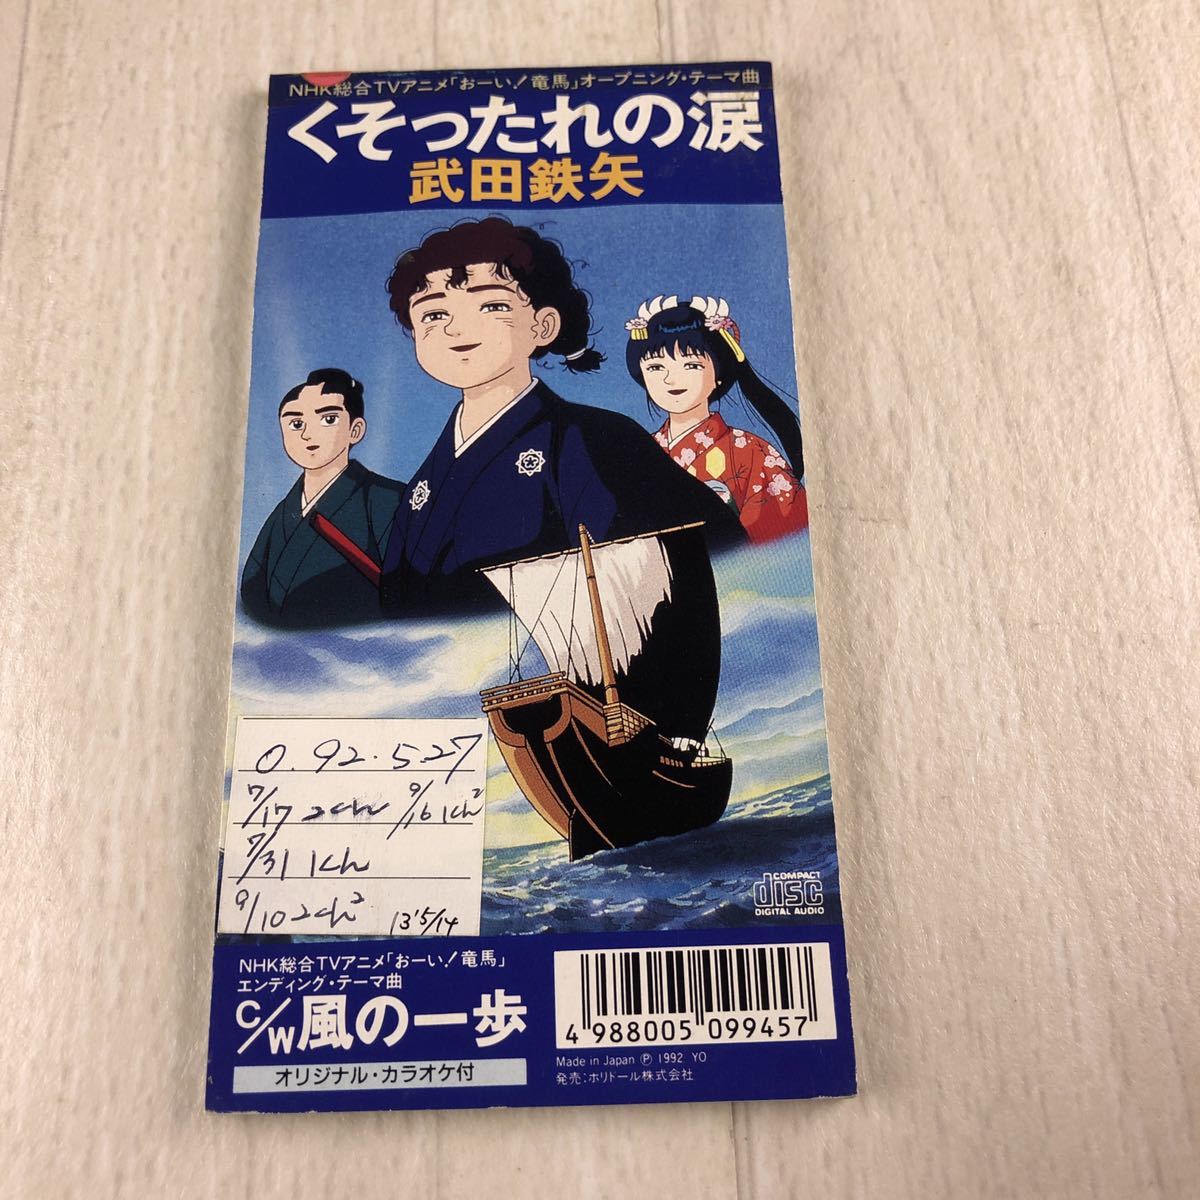 NHK総合TVアニメ「おーい!竜馬」オープニング・テーマ曲
くそったれの涙
武田鉄矢
0.92.527
7/17 2ch 9/16 1ch²
7/31 1ch
9/10 2ch² 13'5/14
COMPACT
disc
DIGITAL AUDIO
NHK総合TVアニメ「おーい!竜馬」
エンディング・テーマ曲
C/W風の一歩
オリジナル・カラオケ付
4 988005 099457
Made in Japan Ⓟ 1992 YO
発売:ポリドール株式会社